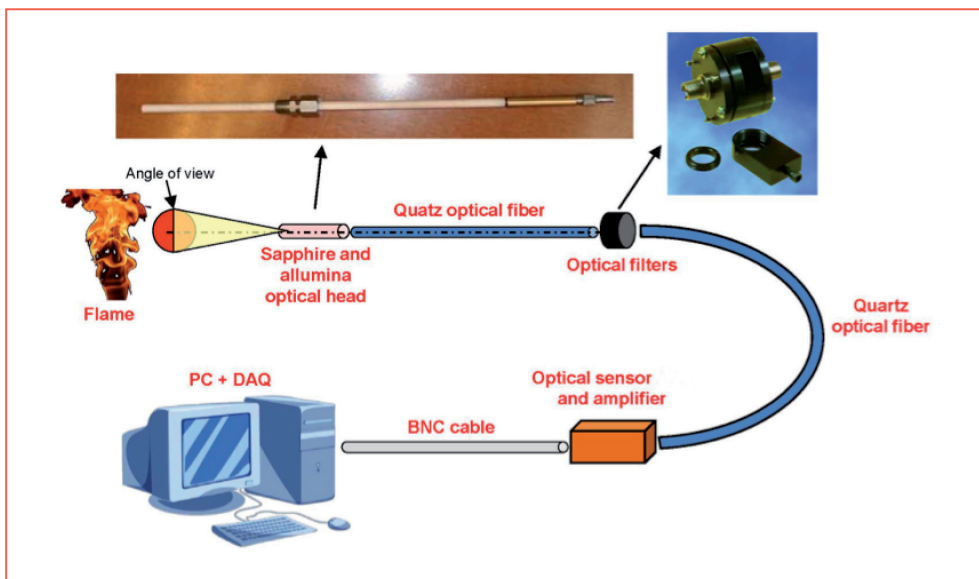 Angle of view
Quatz optical fiber
Sapphire and
allumina
optical head
Optical filters
Flame
Quartz
optical fiber
PC + DAQ
Optical sensor
and amplifier
BNC cable